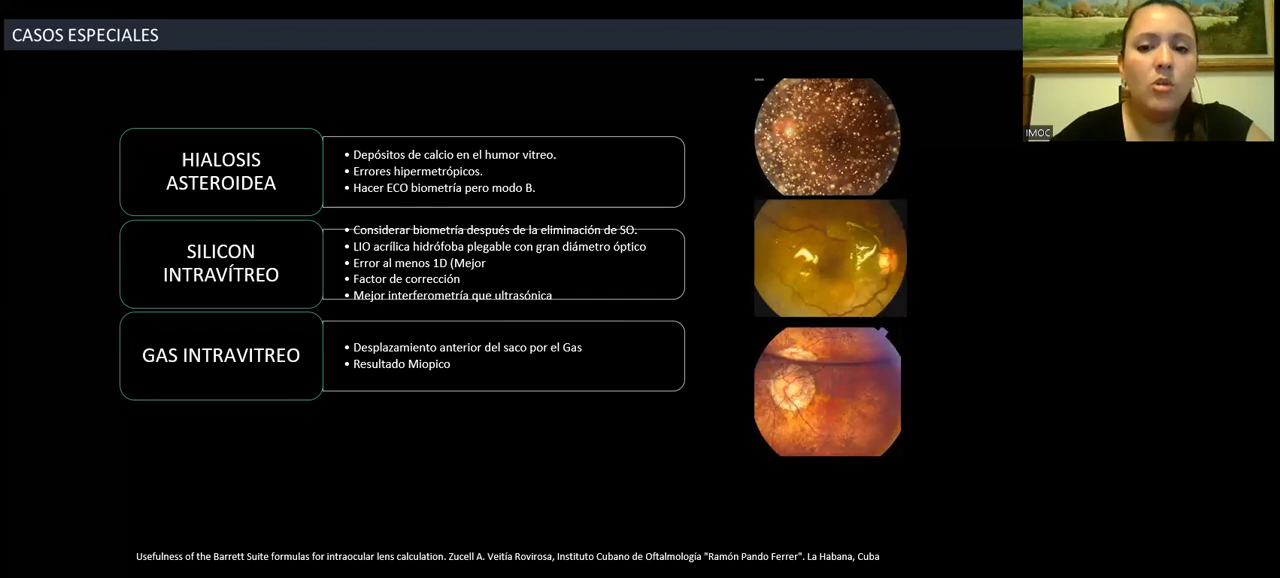 CASOS ESPECIALES
IMOC
HIALOSIS
ASTEROIDEA
• Depósitos de calcio en el humor vitreo.
• Errores hipermetrópicos.
• Hacer ECO biometría pero modo B.
SILICON
INTRAVÍTREO
• Considerar biometría después de la eliminación de SO.
• LIO acrílica hidrófoba plegable con gran diámetro óptico
• Error al menos 1D (Mejor
• Factor de corrección
• Mejor interferometría que ultrasónica
GAS INTRAVITREO
• Desplazamiento anterior del saco por el Gas
• Resultado Miopico
Usefulness of the Barrett Suite formulas for intraocular lens calculation. Zucell A. Veitía Rovirosa, Instituto Cubano de Oftalmología "Ramón Pando Ferrer". La Habana, Cuba